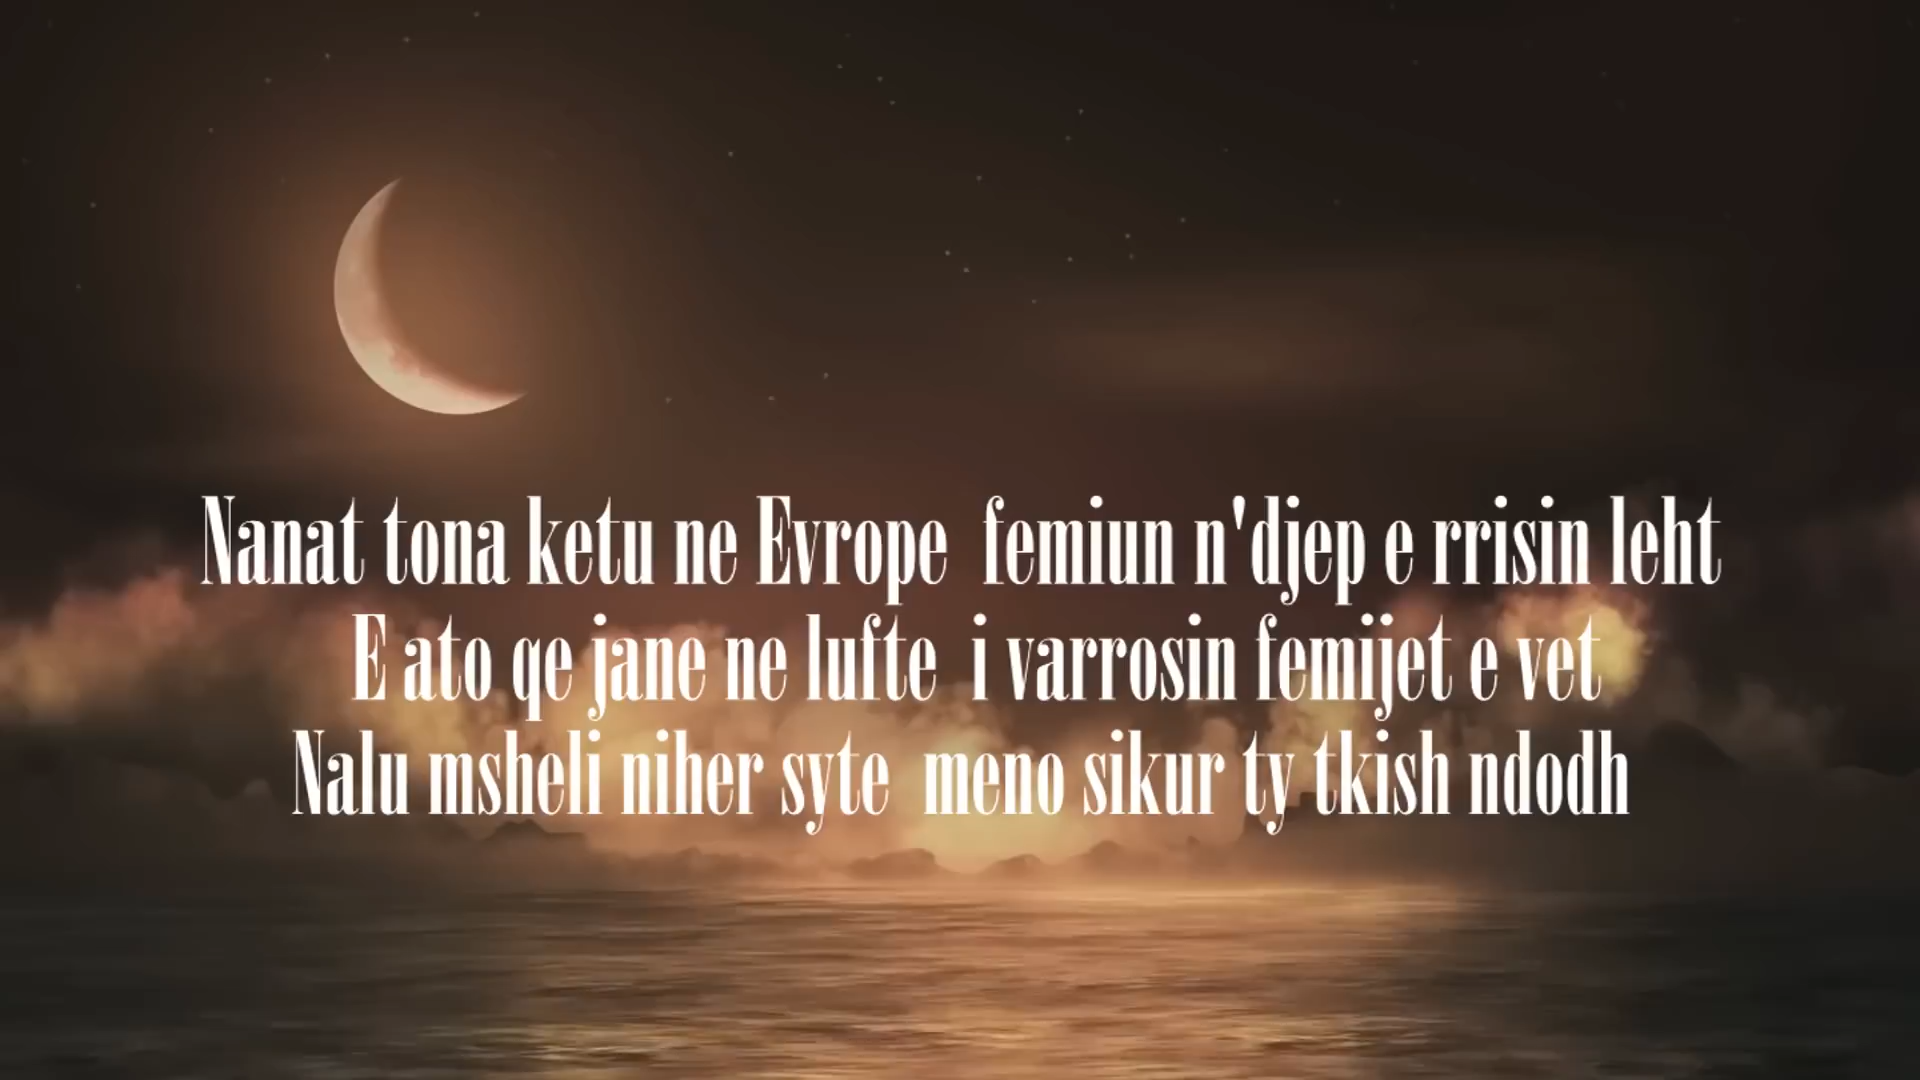 Nanat tona ketu ne Evrope  femiun n'djep e rrisin leht
E ato qe jane ne lufte  i varrosin femijet e vet
Nalu msheli niher syte  meno sikur ty tkish ndodh